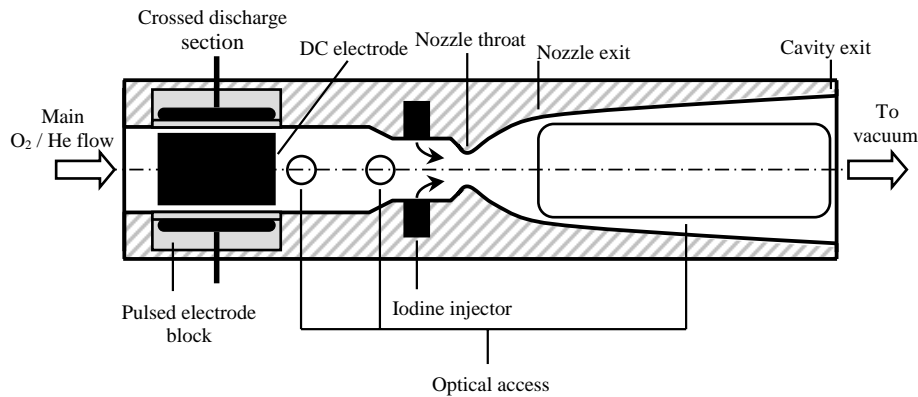 Crossed discharge
section
DC electrode
Nozzle throat
Nozzle exit
Cavity exit
Main
O₂ / He flow
To
vacuum
Pulsed electrode
block
Iodine injector
Optical access